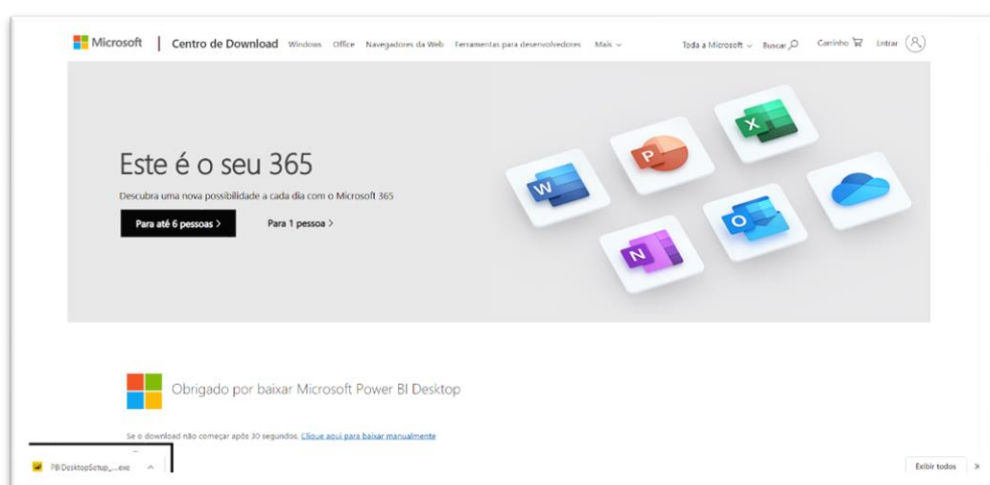 Microsoft | Centro de Download Windows Office Navegadores da Web Ferramentas para desenvolvedores Mais Toda a Microsoft Buscar Carrinho Entrar
Este é o seu 365
Descubra uma nova possibilidade a cada dia com o Microsoft 365
Para até 6 pessoas > Para 1 pessoa >
W P X N O
Obrigado por baixar Microsoft Power BI Desktop
Se o download não começar após 30 segundos, Clique aqui para baixar manualmente
PBIDesktopSetup_....exe Exibir todos X